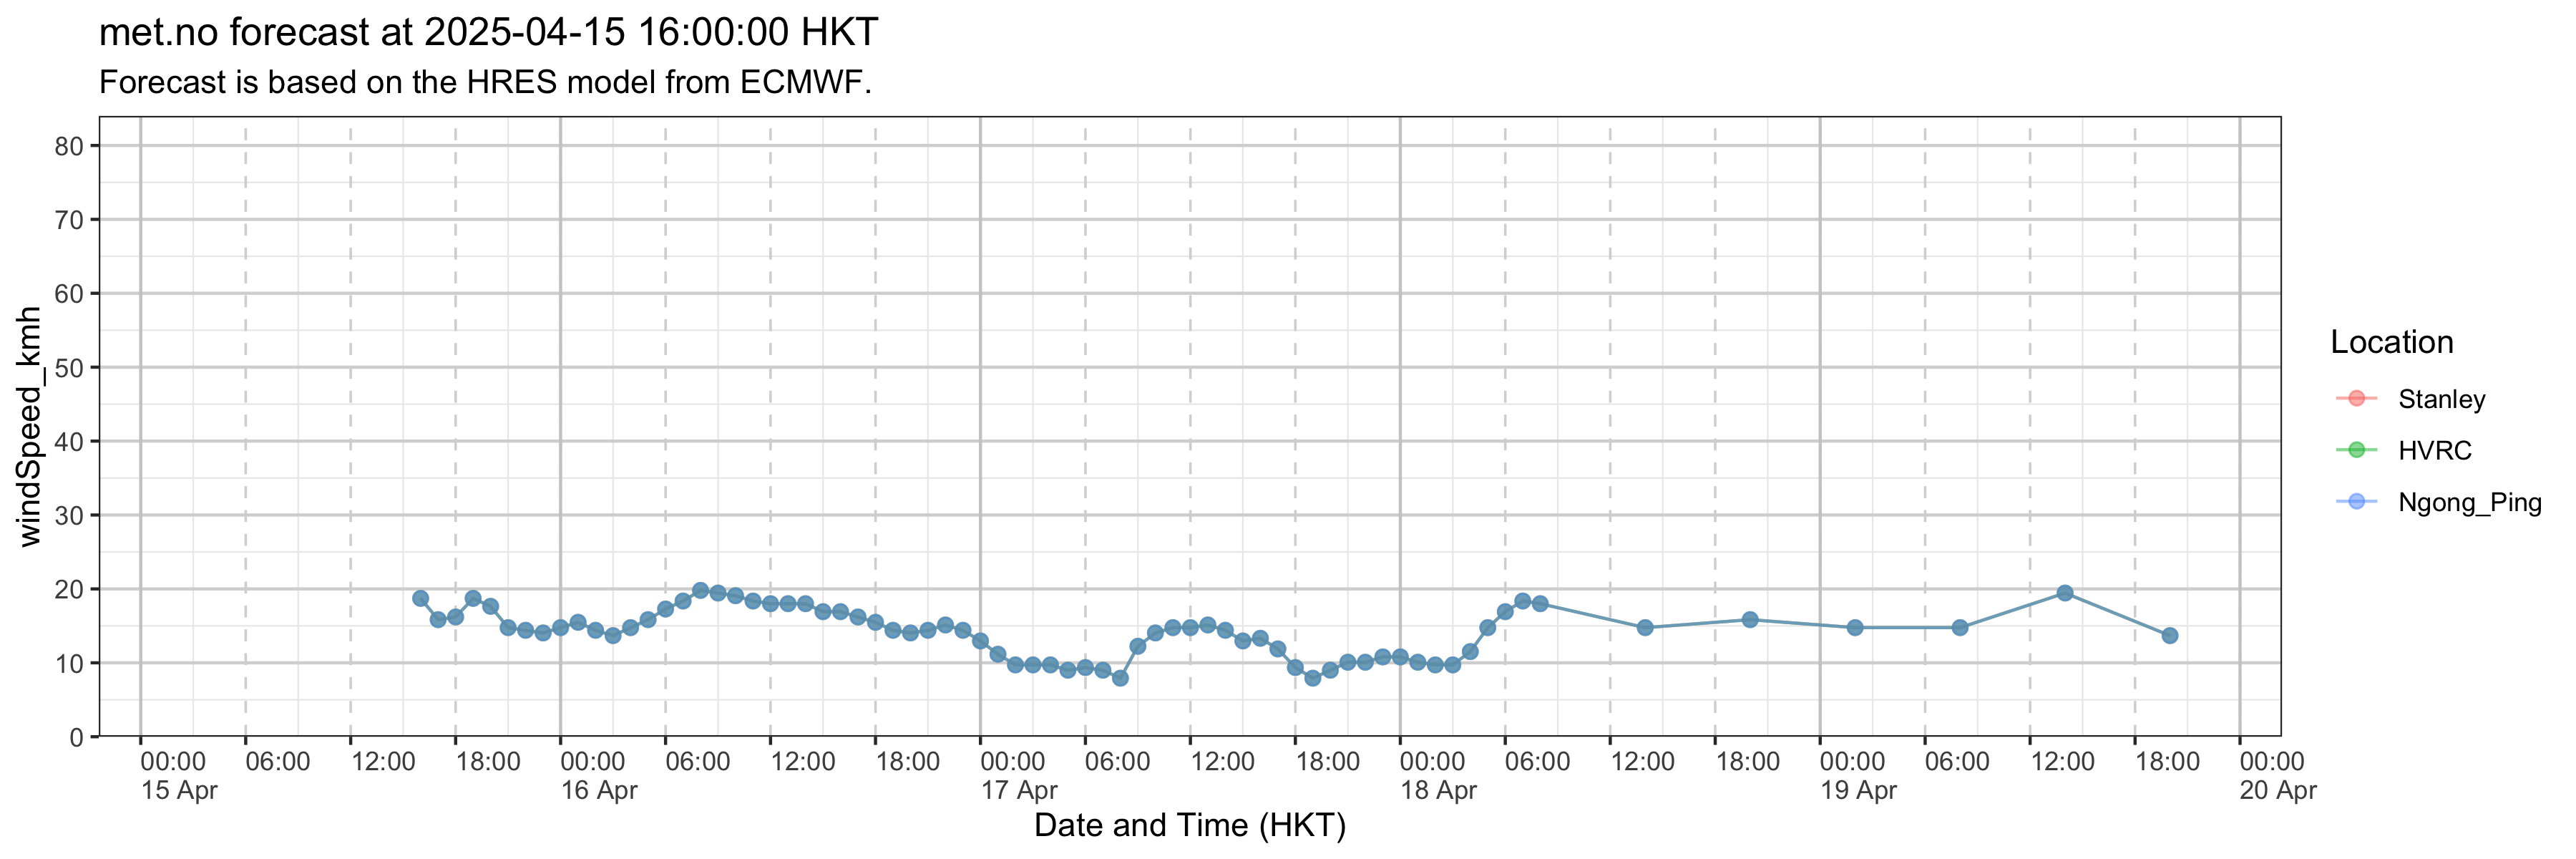 met.no forecast at 2025-04-15 16:00:00 HKT
Forecast is based on the HRES model from ECMWF.
windSpeed_kmh
80
70
60
50
40
30
20
10
0
00:00 06:00 12:00 18:00 00:00 06:00 12:00 18:00 00:00 06:00 12:00 18:00 00:00 06:00 12:00 18:00 00:00 06:00 12:00 18:00 00:00
15 Apr 16 Apr 17 Apr 18 Apr 19 Apr 20 Apr
Date and Time (HKT)
Location
Stanley
HVRC
Ngong_Ping